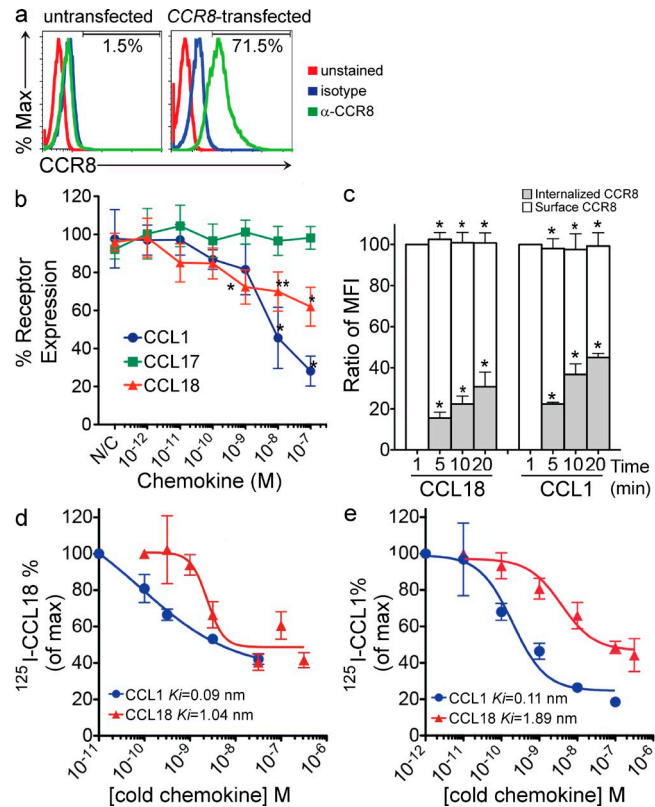 a
untransfected
CCR8-transfected
1.5%
71.5%
unstained
isotype
α-CCR8
% Max
CCR8
b
120
100
80
60
40
20
0
% Receptor
Expression
CCL1
CCL17
CCL18
*
**
*
*
*
N/C
10-12
10-11
10-10
10-9
10-8
10-7
Chemokine (M)
c
Internalized CCR8
Surface CCR8
100
80
60
40
20
0
Ratio of MFI
* * * * * *
* * * * * *
1 5 10 20 1 5 10 20 Time
CCL18 CCL1 (min)
d
120
100
80
60
40
20
0
125I-CCL18 %
(of max)
CCL1 Ki=0.09 nm
CCL18 Ki=1.04 nm
10-11
10-10
10-9
10-8
10-7
10-6
[cold chemokine] M
e
120
100
80
60
40
20
0
125I-CCL1%
(of max)
CCL1 Ki=0.11 nm
CCL18 Ki=1.89 nm
10-12
10-11
10-10
10-9
10-8
10-7
10-6
[cold chemokine] M